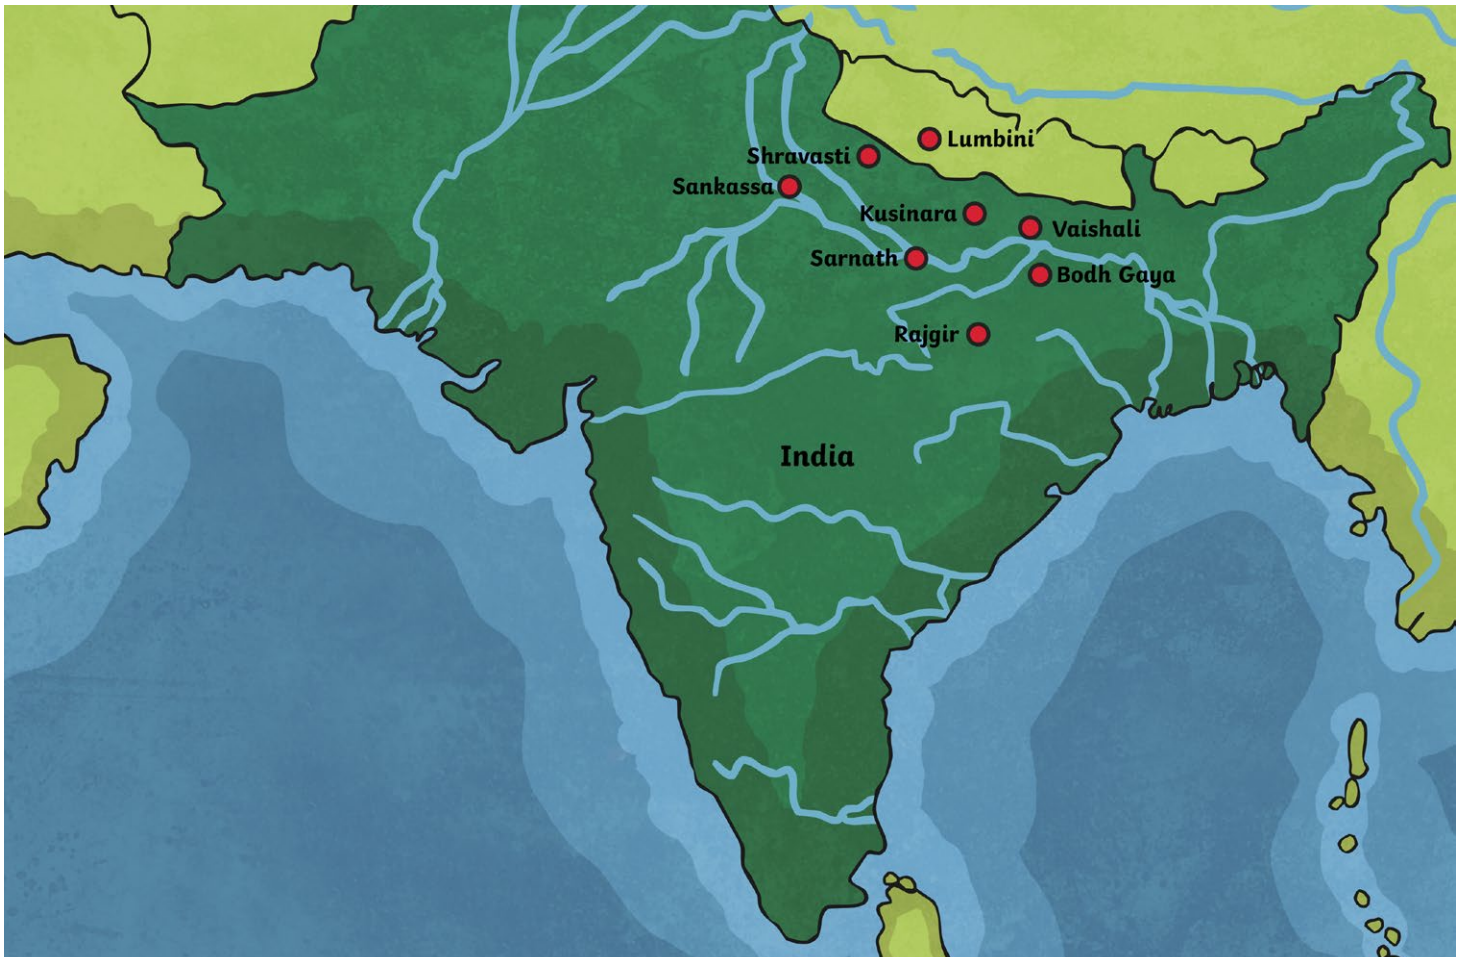 Lumbini
Shravasti
Sankassa
Kusinara
Vaishali
Sarnath
Bodh Gaya
Rajgir
India